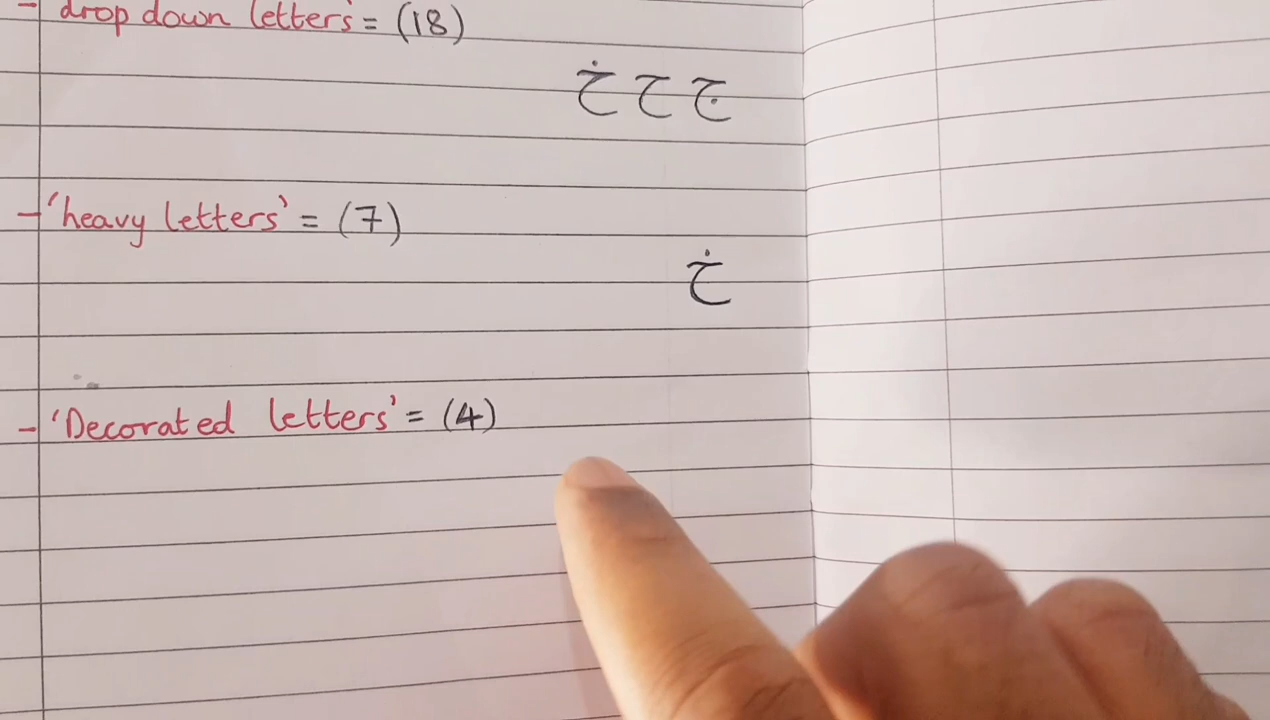 - drop down letters' = (18)
ج ح خ
- 'heavy letters' = (7)
خ
- 'Decorated letters' = (4)